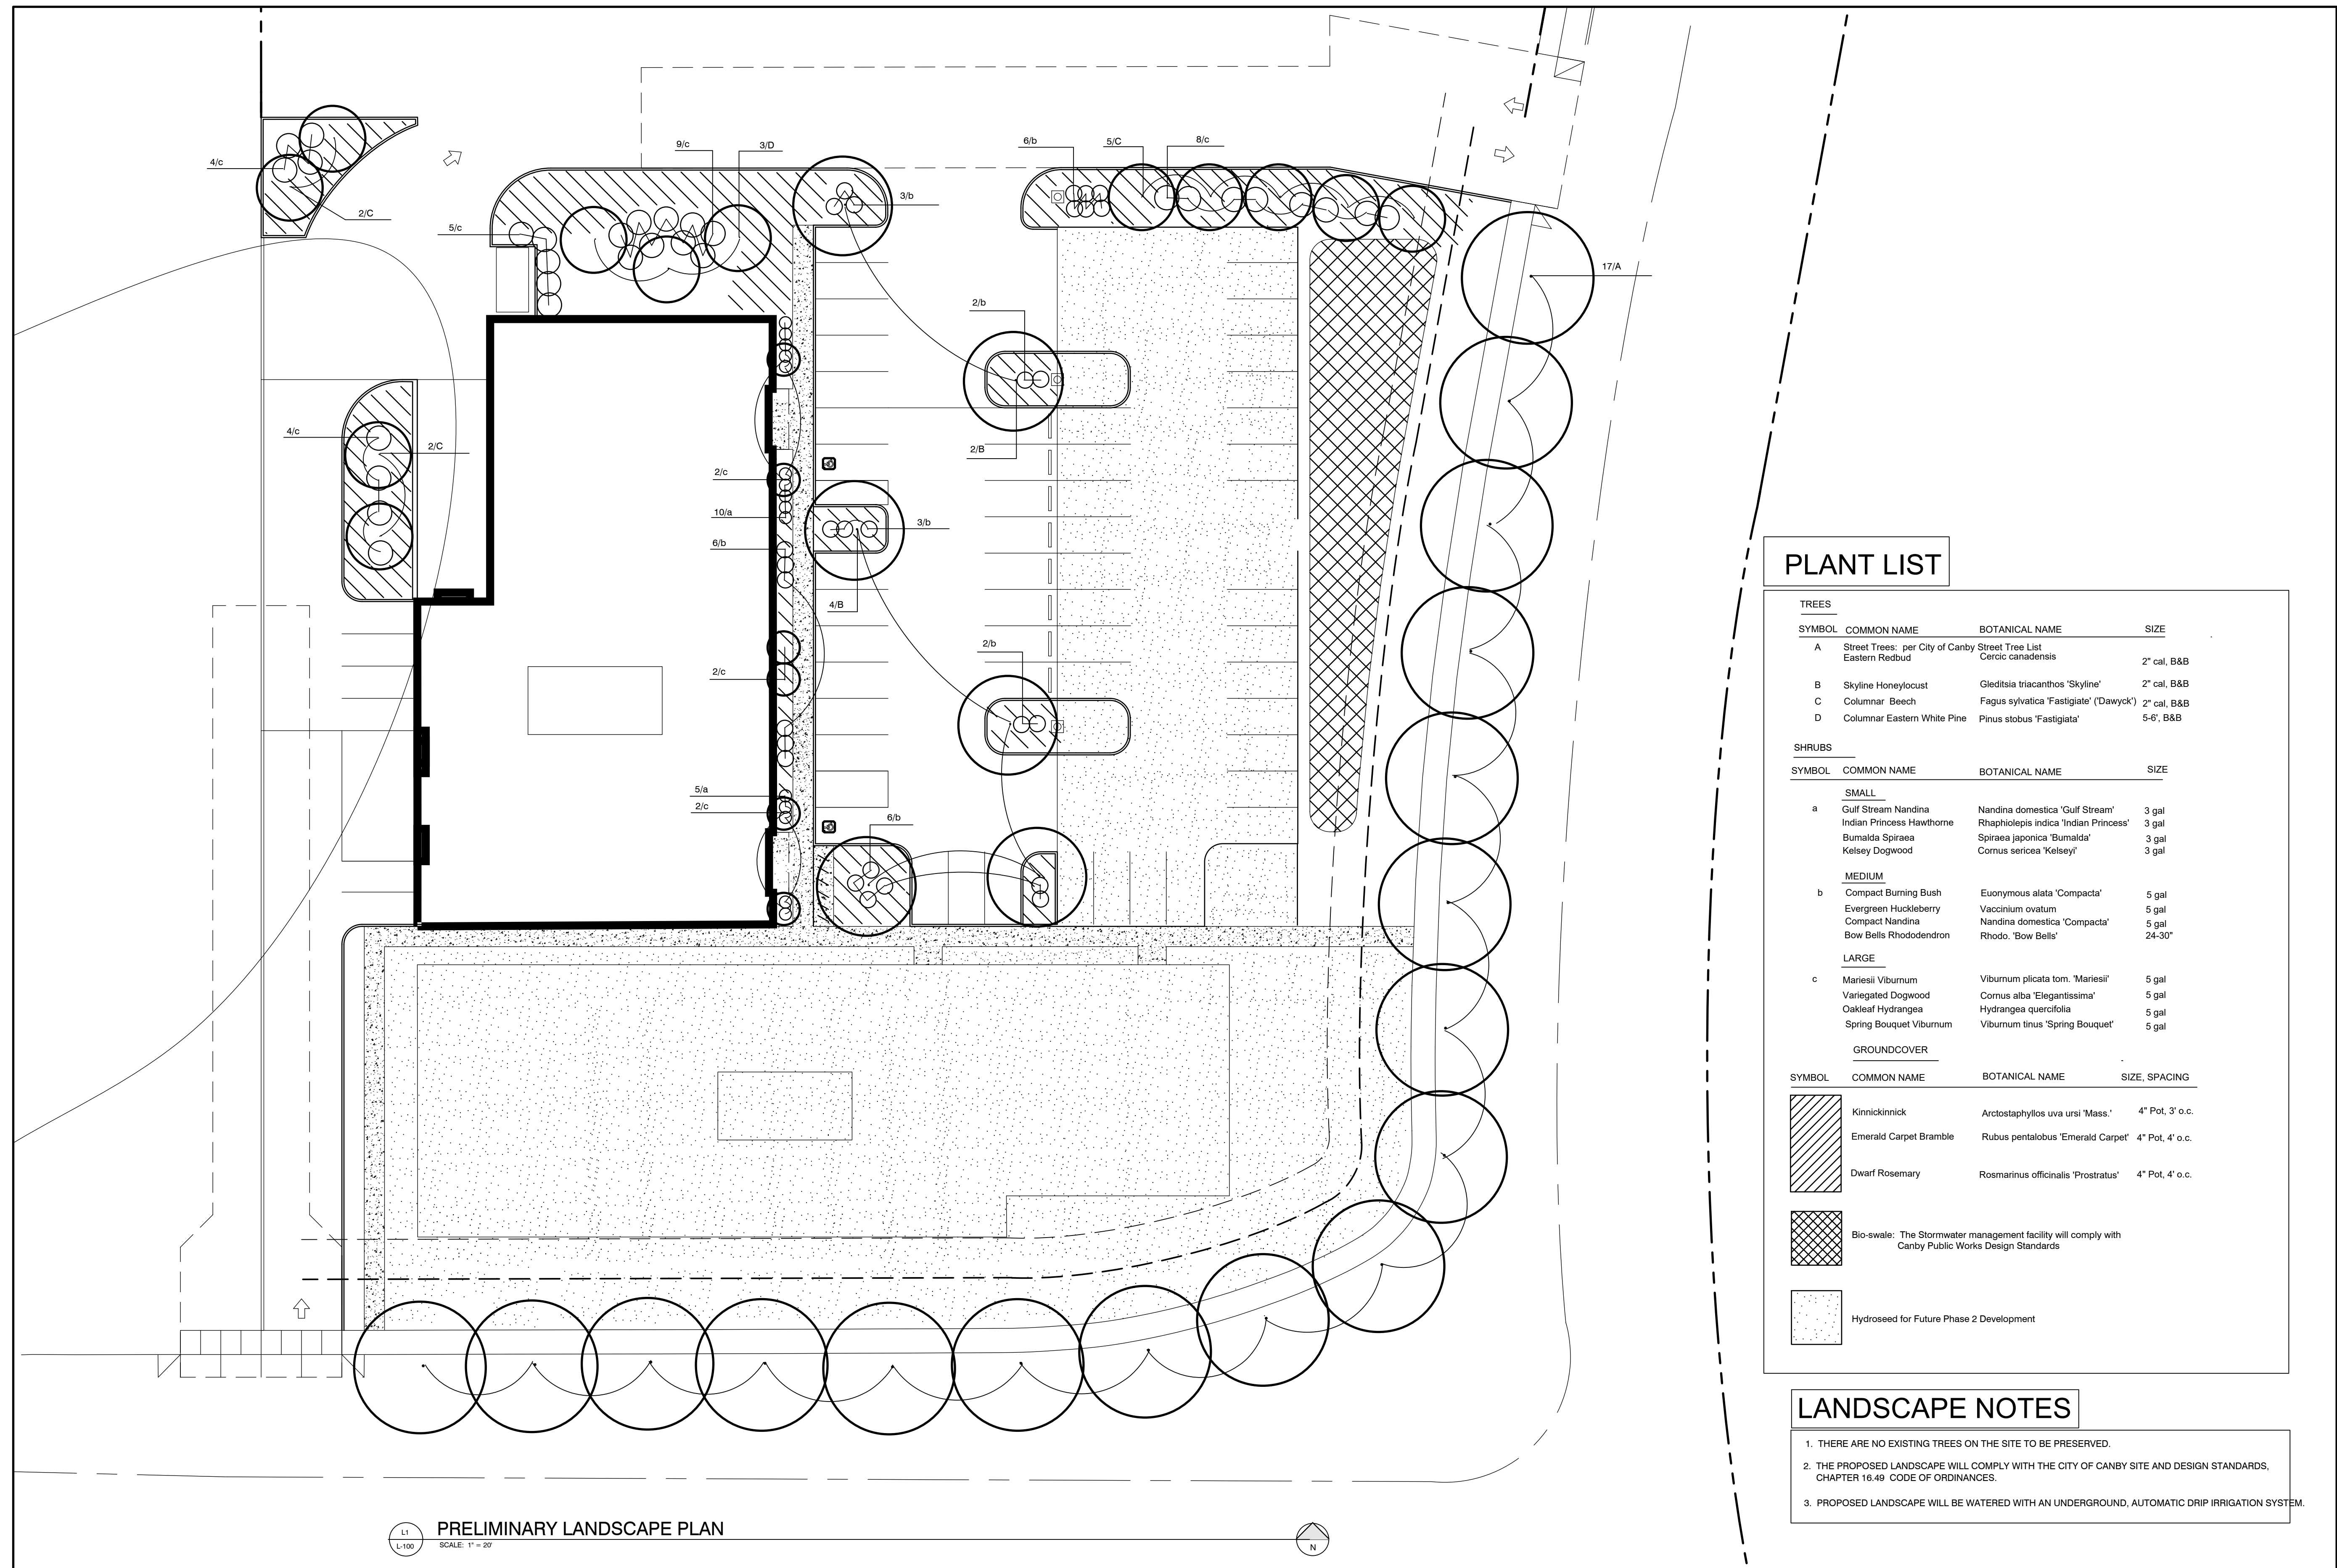 9/c
3/D
6/b
5/C
8/c
4/c
2/C
3/b
5/c
17/A
2/b
4/c
2/C
2/B
2/c
10/a
3/b
6/b
4/B
2/b
2/c
5/a
2/c
6/b
PLANT LIST
TREES
SYMBOL COMMON NAME BOTANICAL NAME SIZE
A Street Trees: per City of Canby Street Tree List
Eastern Redbud Cercic canadensis 2" cal, B&B
B Skyline Honeylocust Gleditsia triacanthos 'Skyline' 2" cal, B&B
C Columnar Beech Fagus sylvatica 'Fastigiate' ('Dawyck') 2" cal, B&B
D Columnar Eastern White Pine Pinus stobus 'Fastigiata' 5-6', B&B
SHRUBS
SYMBOL COMMON NAME BOTANICAL NAME SIZE
SMALL
a Gulf Stream Nandina Nandina domestica 'Gulf Stream' 3 gal
Indian Princess Hawthorne Rhaphiolepis indica 'Indian Princess' 3 gal
Bumalda Spiraea Spiraea japonica 'Bumalda' 3 gal
Kelsey Dogwood Cornus sericea 'Kelseyi' 3 gal
MEDIUM
b Compact Burning Bush Euonymous alata 'Compacta' 5 gal
Evergreen Huckleberry Vaccinium ovatum 5 gal
Compact Nandina Nandina domestica 'Compacta' 5 gal
Bow Bells Rhododendron Rhodo. 'Bow Bells' 24-30"
LARGE
c Mariesii Viburnum Viburnum plicata tom. 'Mariesii' 5 gal
Variegated Dogwood Cornus alba 'Elegantissima' 5 gal
Oakleaf Hydrangea Hydrangea quercifolia 5 gal
Spring Bouquet Viburnum Viburnum tinus 'Spring Bouquet' 5 gal
GROUNDCOVER
SYMBOL COMMON NAME BOTANICAL NAME SIZE, SPACING
Kinnickinnick Arctostaphyllos uva ursi 'Mass.' 4" Pot, 3' o.c.
Emerald Carpet Bramble Rubus pentalobus 'Emerald Carpet' 4" Pot, 4' o.c.
Dwarf Rosemary Rosmarinus officinalis 'Prostratus' 4" Pot, 4' o.c.
Bio-swale: The Stormwater management facility will comply with
Canby Public Works Design Standards
Hydroseed for Future Phase 2 Development
LANDSCAPE NOTES
1. THERE ARE NO EXISTING TREES ON THE SITE TO BE PRESERVED.
2. THE PROPOSED LANDSCAPE WILL COMPLY WITH THE CITY OF CANBY SITE AND DESIGN STANDARDS,
CHAPTER 16.49 CODE OF ORDINANCES.
3. PROPOSED LANDSCAPE WILL BE WATERED WITH AN UNDERGROUND, AUTOMATIC DRIP IRRIGATION SYSTEM.
L1
L-100
PRELIMINARY LANDSCAPE PLAN
SCALE: 1" = 20'
N